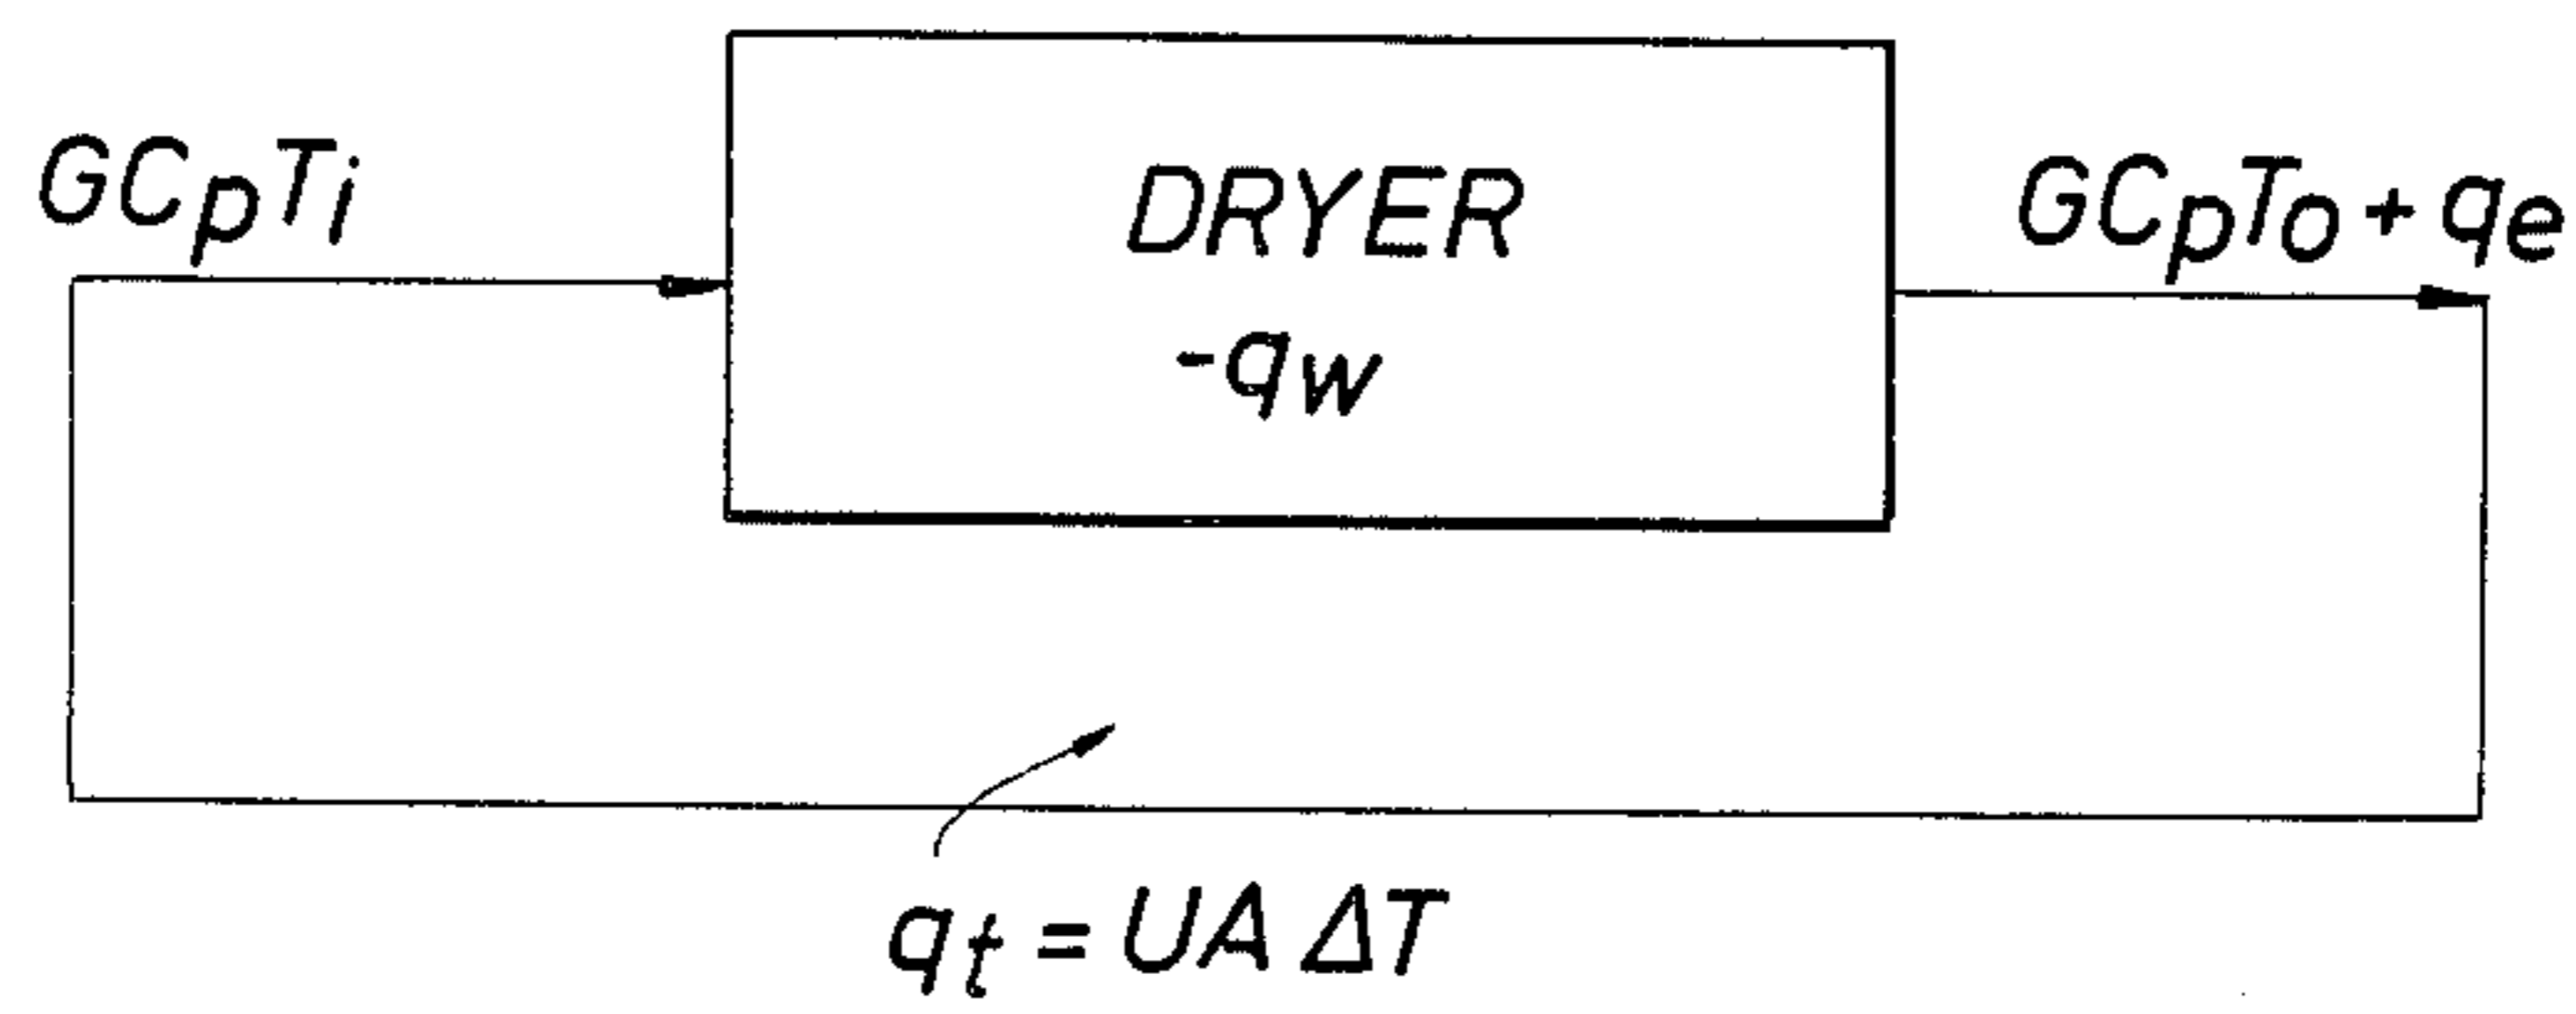 GCpTi
DRYER
-qw
GCpTo + qe
qt = UA ΔT